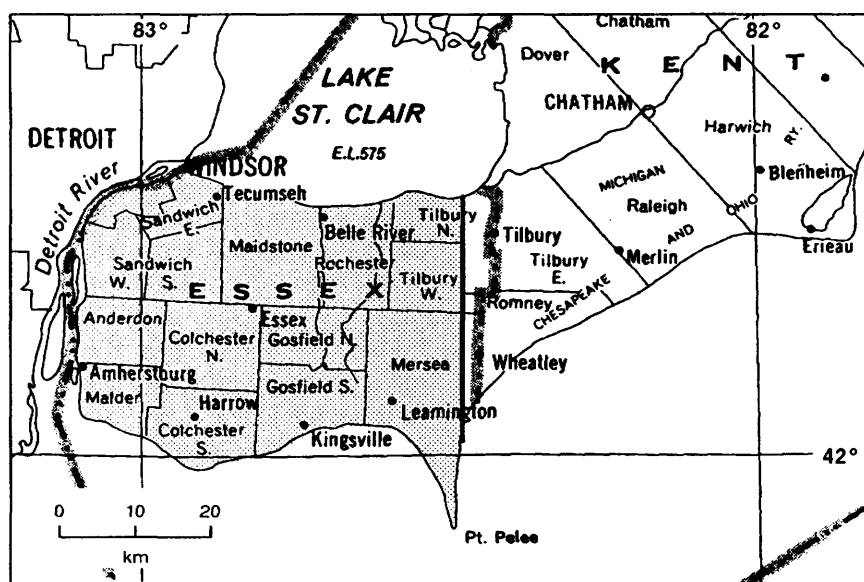 83°
82°
Chatham
Dover
K E N T
LAKE
ST. CLAIR
E.L.575
CHATHAM
Harwich
RY.
DETROIT
WINDSOR
Detroit River
Tecumseh
Sandwich
E.
MICHIGAN
Blenheim
Raleigh
OHIO
AND
Erieau
Merlin
Maidstone
Belle River
Rochester
Tilbury
N.
Tilbury
Tilbury
E.
Tilbury
W.
Sandwich
W.
Sandwich
S.
E S S E X
Romney
CHESAPEAKE
Anderdon
Essex
Colchester
N.
Gosfield N.
Mersea
Wheatley
Amherstburg
Malder
Gosfield S.
Harrow
Leamington
Colchester
S.
Kingsville
42°
0 10 20
km
Pt. Pelee